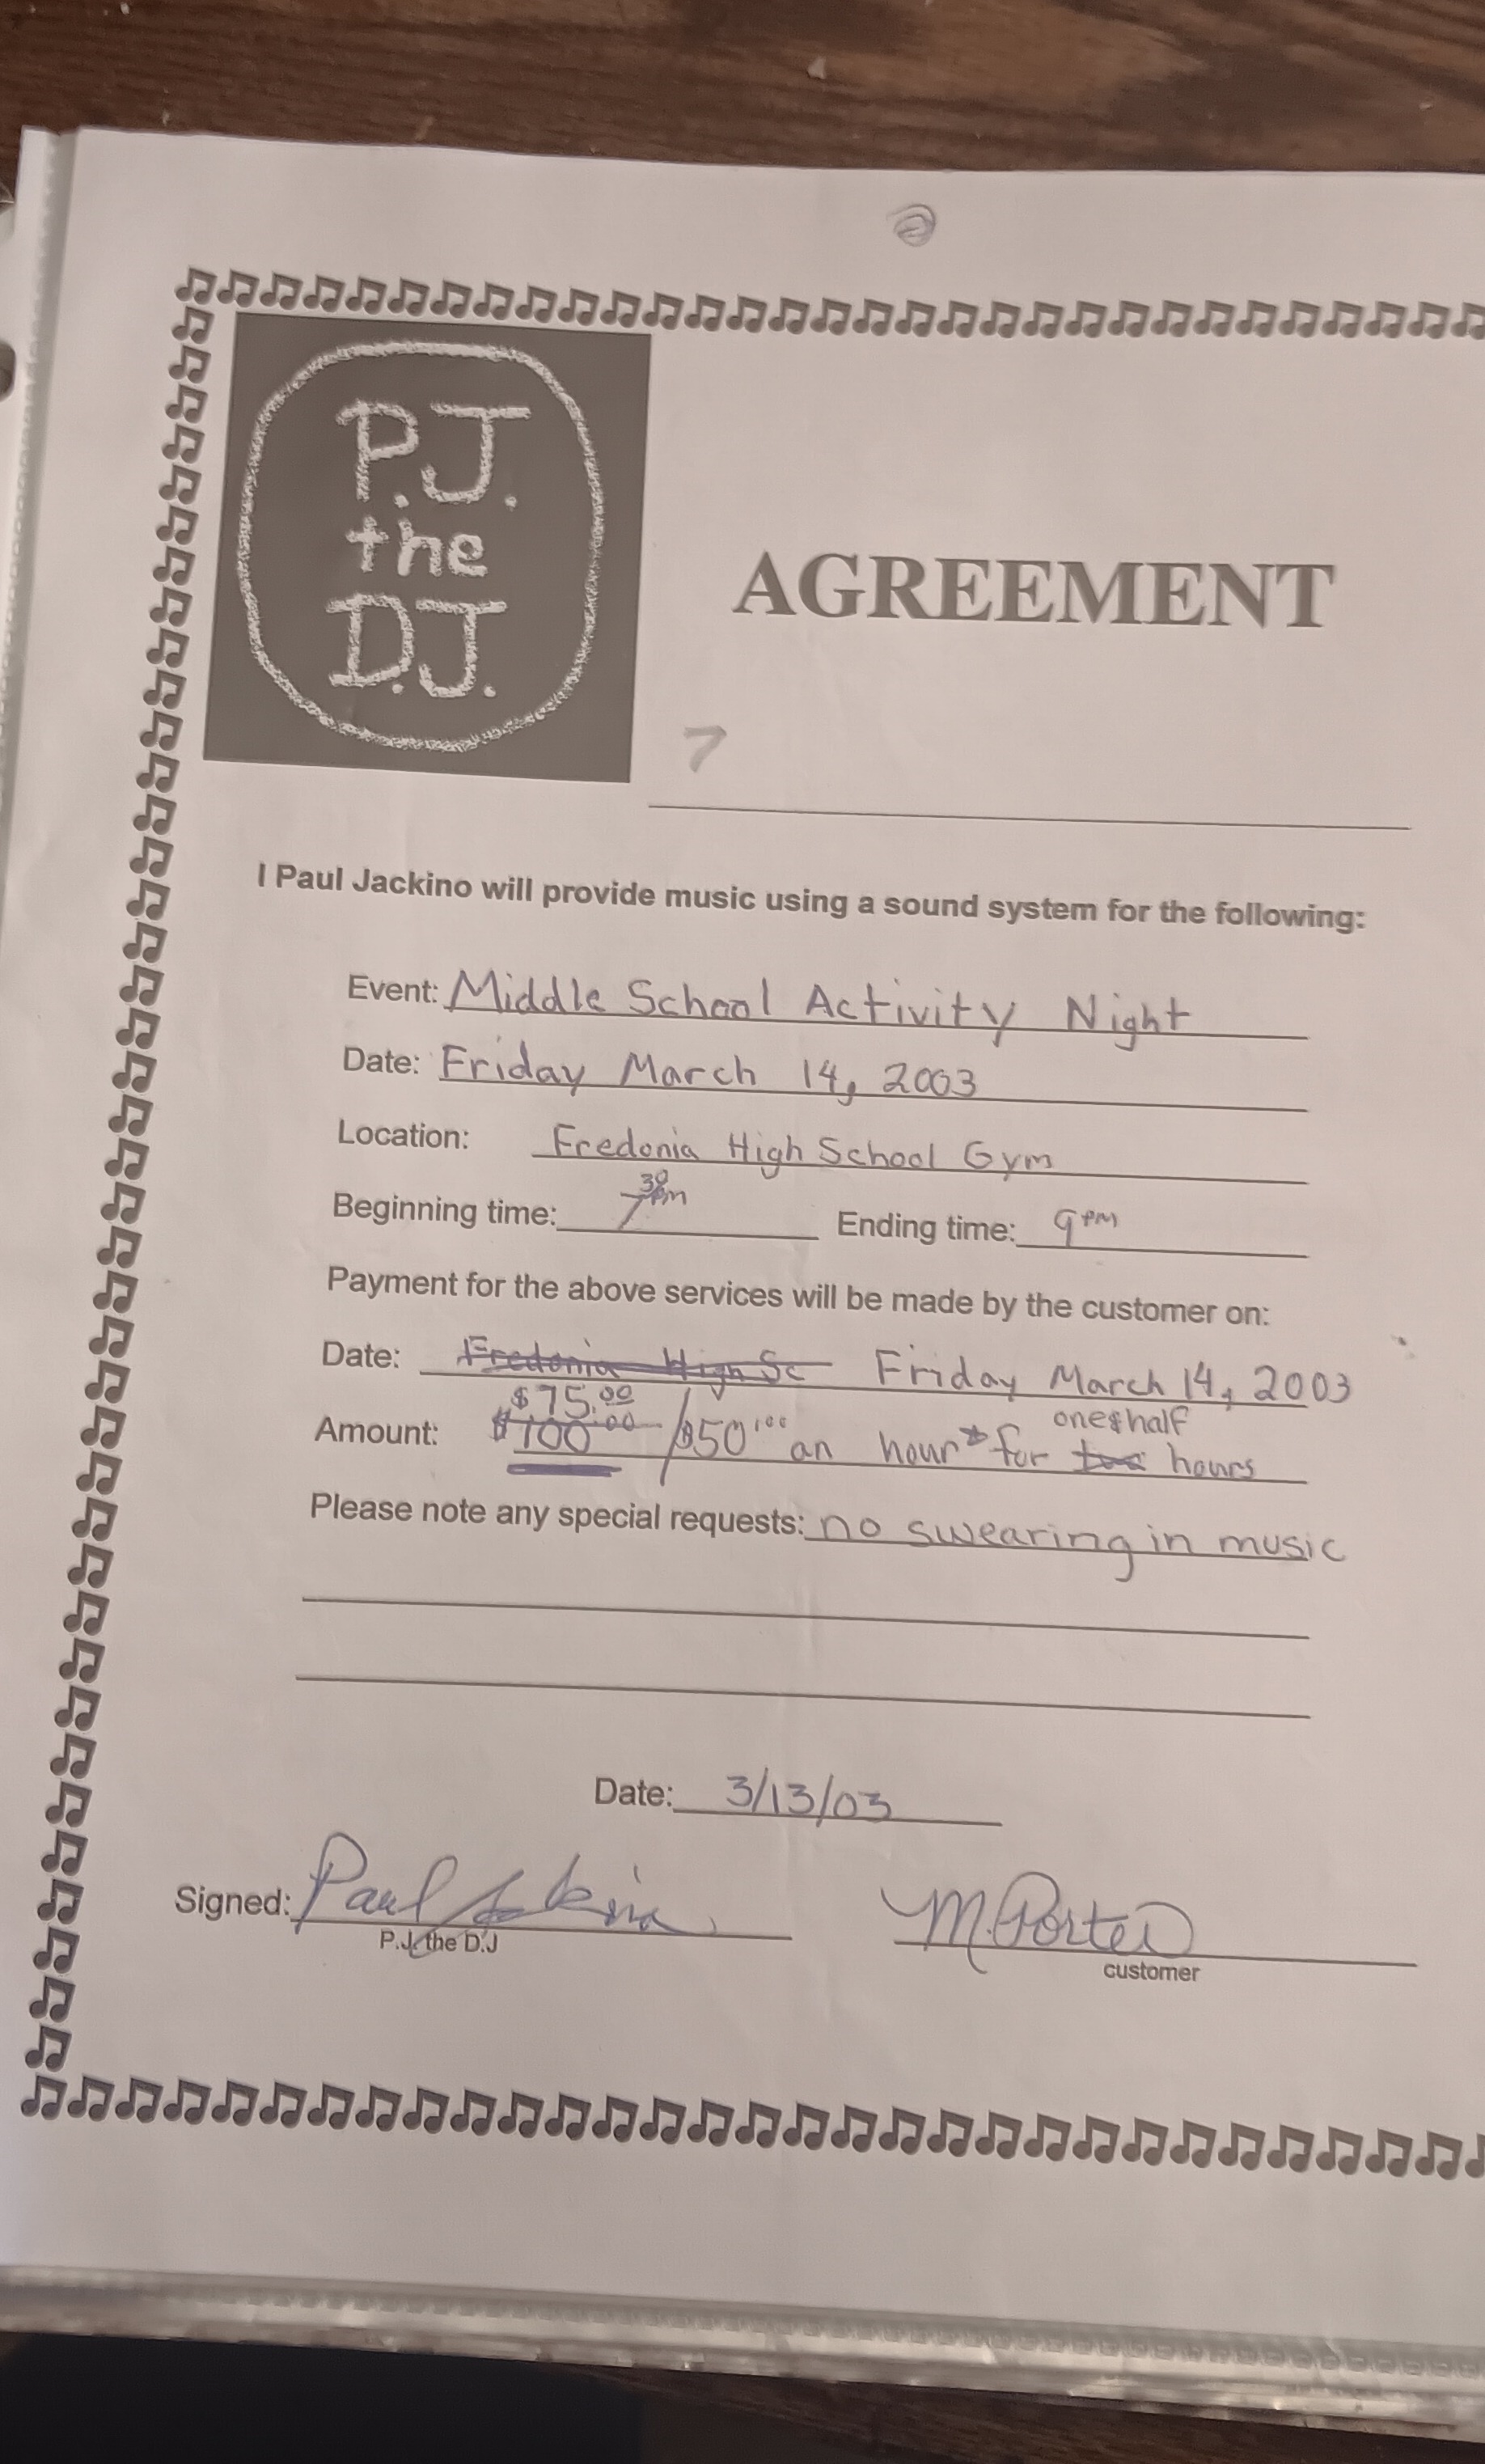 P.J.
the
D.J.
AGREEMENT
7
I Paul Jackino will provide music using a sound system for the following:
Event: Middle School Activity Night
Date: Friday March 14, 2003
Location: Fredonia High School Gym
Beginning time: 7 30 pm Ending time: 9 pm
Payment for the above services will be made by the customer on:
Date: Fredonia High Sc Friday March 14, 2003
$75.00 one & half
Amount: $100.00 / $50.00 an hour for two hours
Please note any special requests: no swearing in music
Date: 3/13/03
Signed: Paul Jackino M. Porter
P.J. the D.J customer